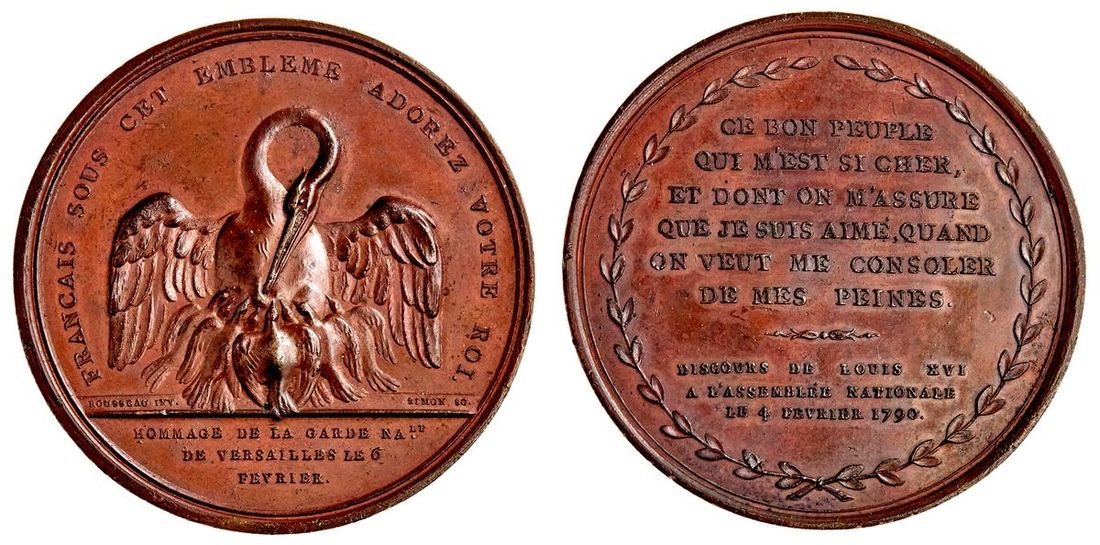 FRANCAIS SOUS CET EMBLEME ADOREZ VOTRE ROI
ROUSSEAU INV.
SIMON SC.
HOMMAGE DE LA GARDE NA.LE
DE VERSAILLES LE 6
FEVRIER.
CE BON PEUPLE
QUI M'EST SI CHER,
ET DONT ON M'ASSURE
QUE JE SUIS AIMÉ, QUAND
ON VEUT ME CONSOLER
DE MES PEINES.
DISCOURS DE LOUIS XVI
A L'ASSEMBLÉE NATIONALE
LE 4 FEVRIER 1790.